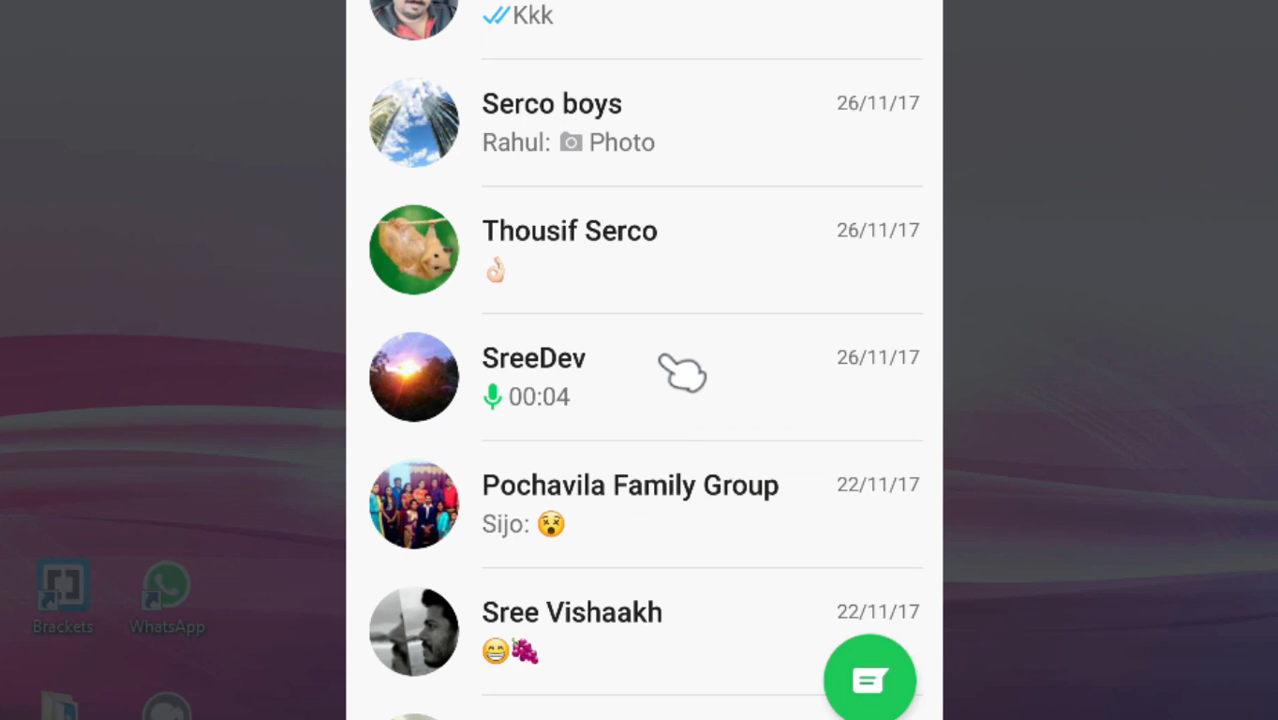 Kkk
Serco boys 26/11/17
Rahul: Photo
Thousif Serco 26/11/17
👌🏻
SreeDev 26/11/17
00:04
Pochavila Family Group 22/11/17
Sijo: 😵
Sree Vishaakh 22/11/17
😁🍇
Brackets WhatsApp